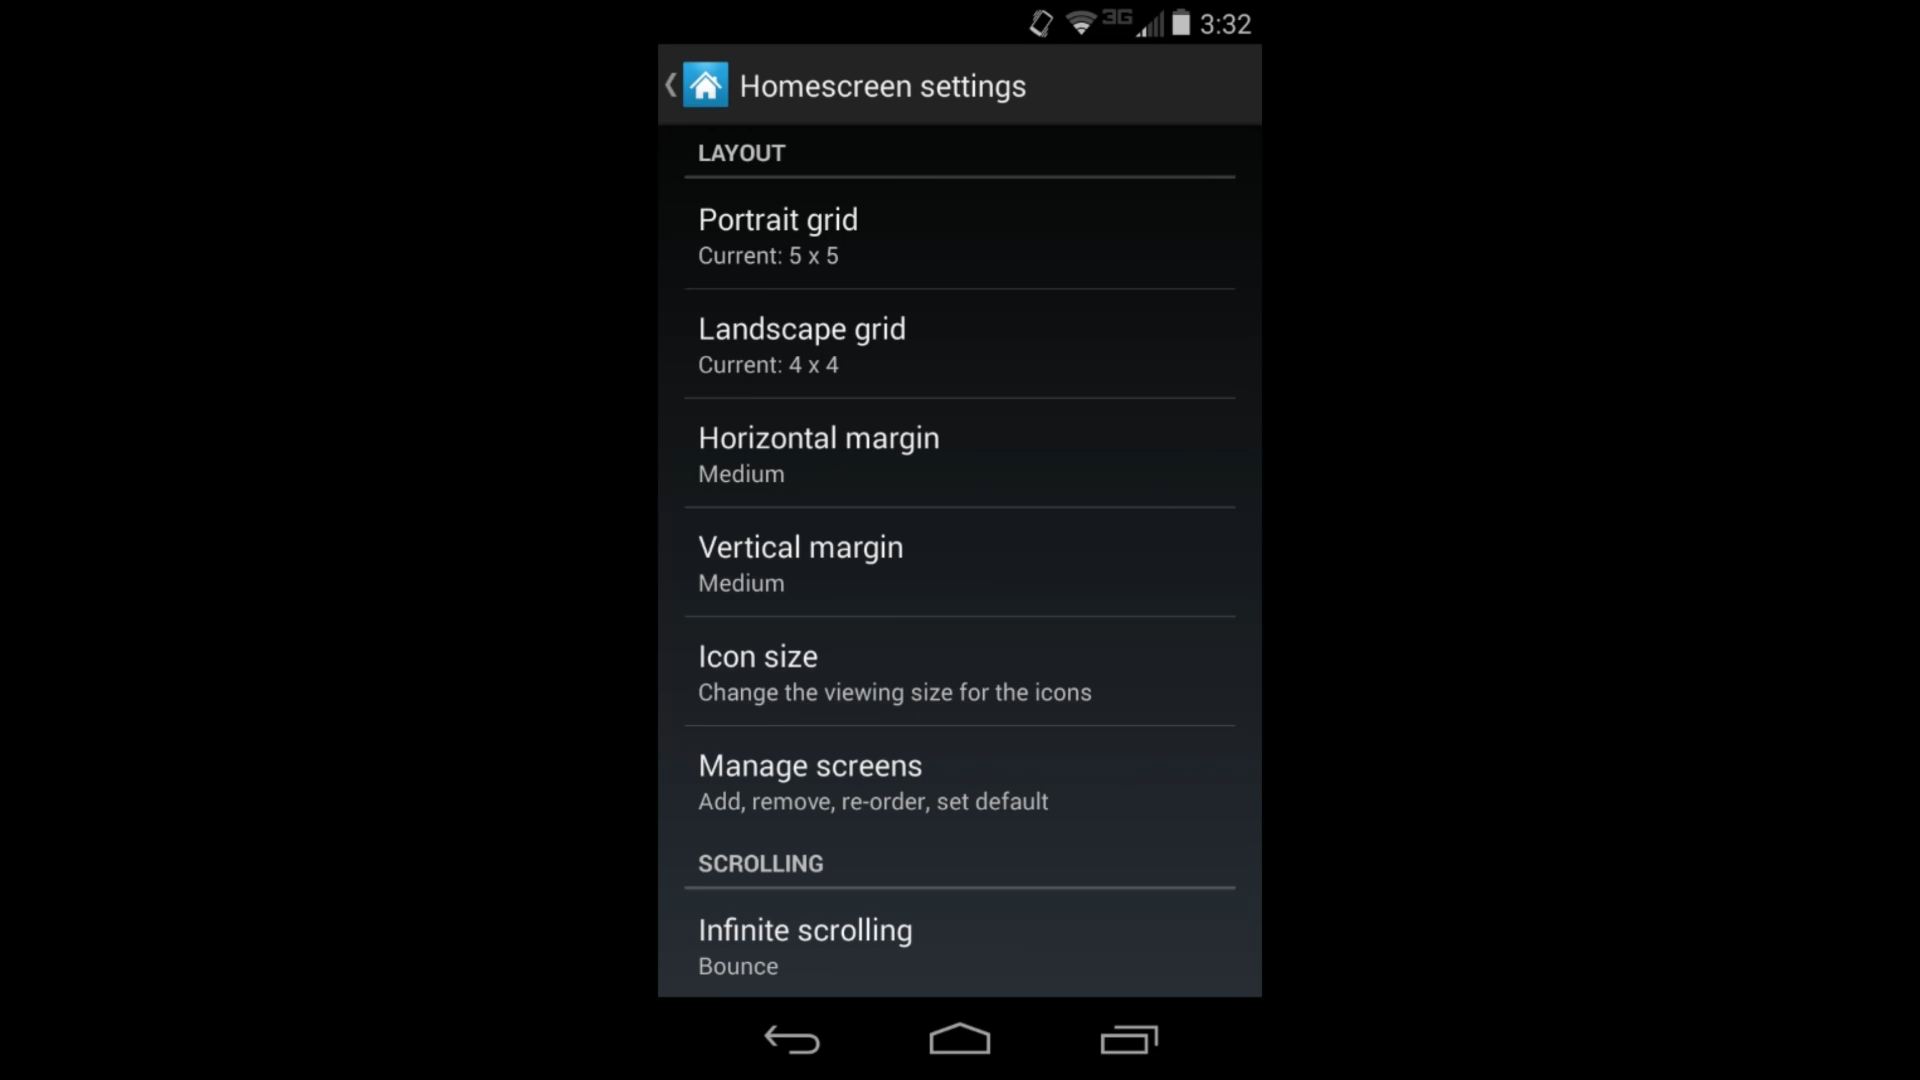 3G 3:32
Homescreen settings
LAYOUT
Portrait grid
Current: 5 x 5
Landscape grid
Current: 4 x 4
Horizontal margin
Medium
Vertical margin
Medium
Icon size
Change the viewing size for the icons
Manage screens
Add, remove, re-order, set default
SCROLLING
Infinite scrolling
Bounce